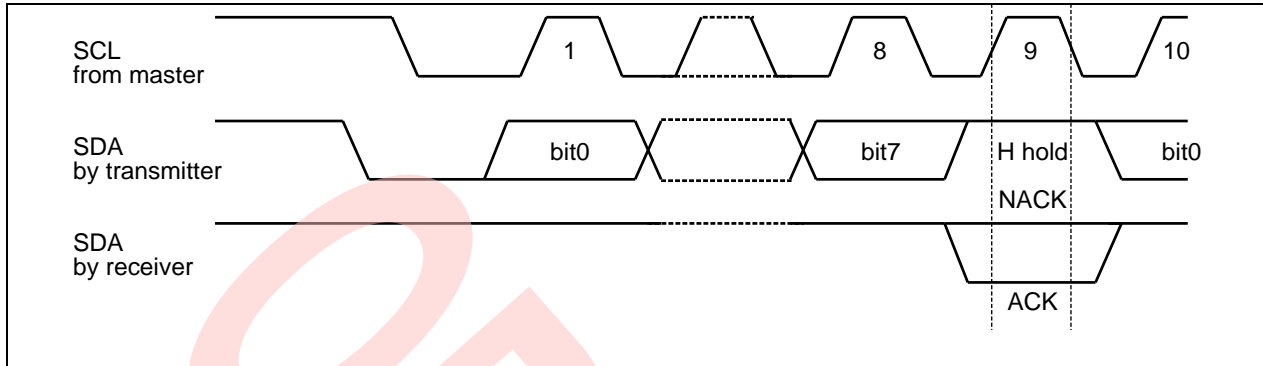 SCL
from master
1
8
9
10
SDA
by transmitter
bit0
bit7
H hold
bit0
NACK
SDA
by receiver
ACK